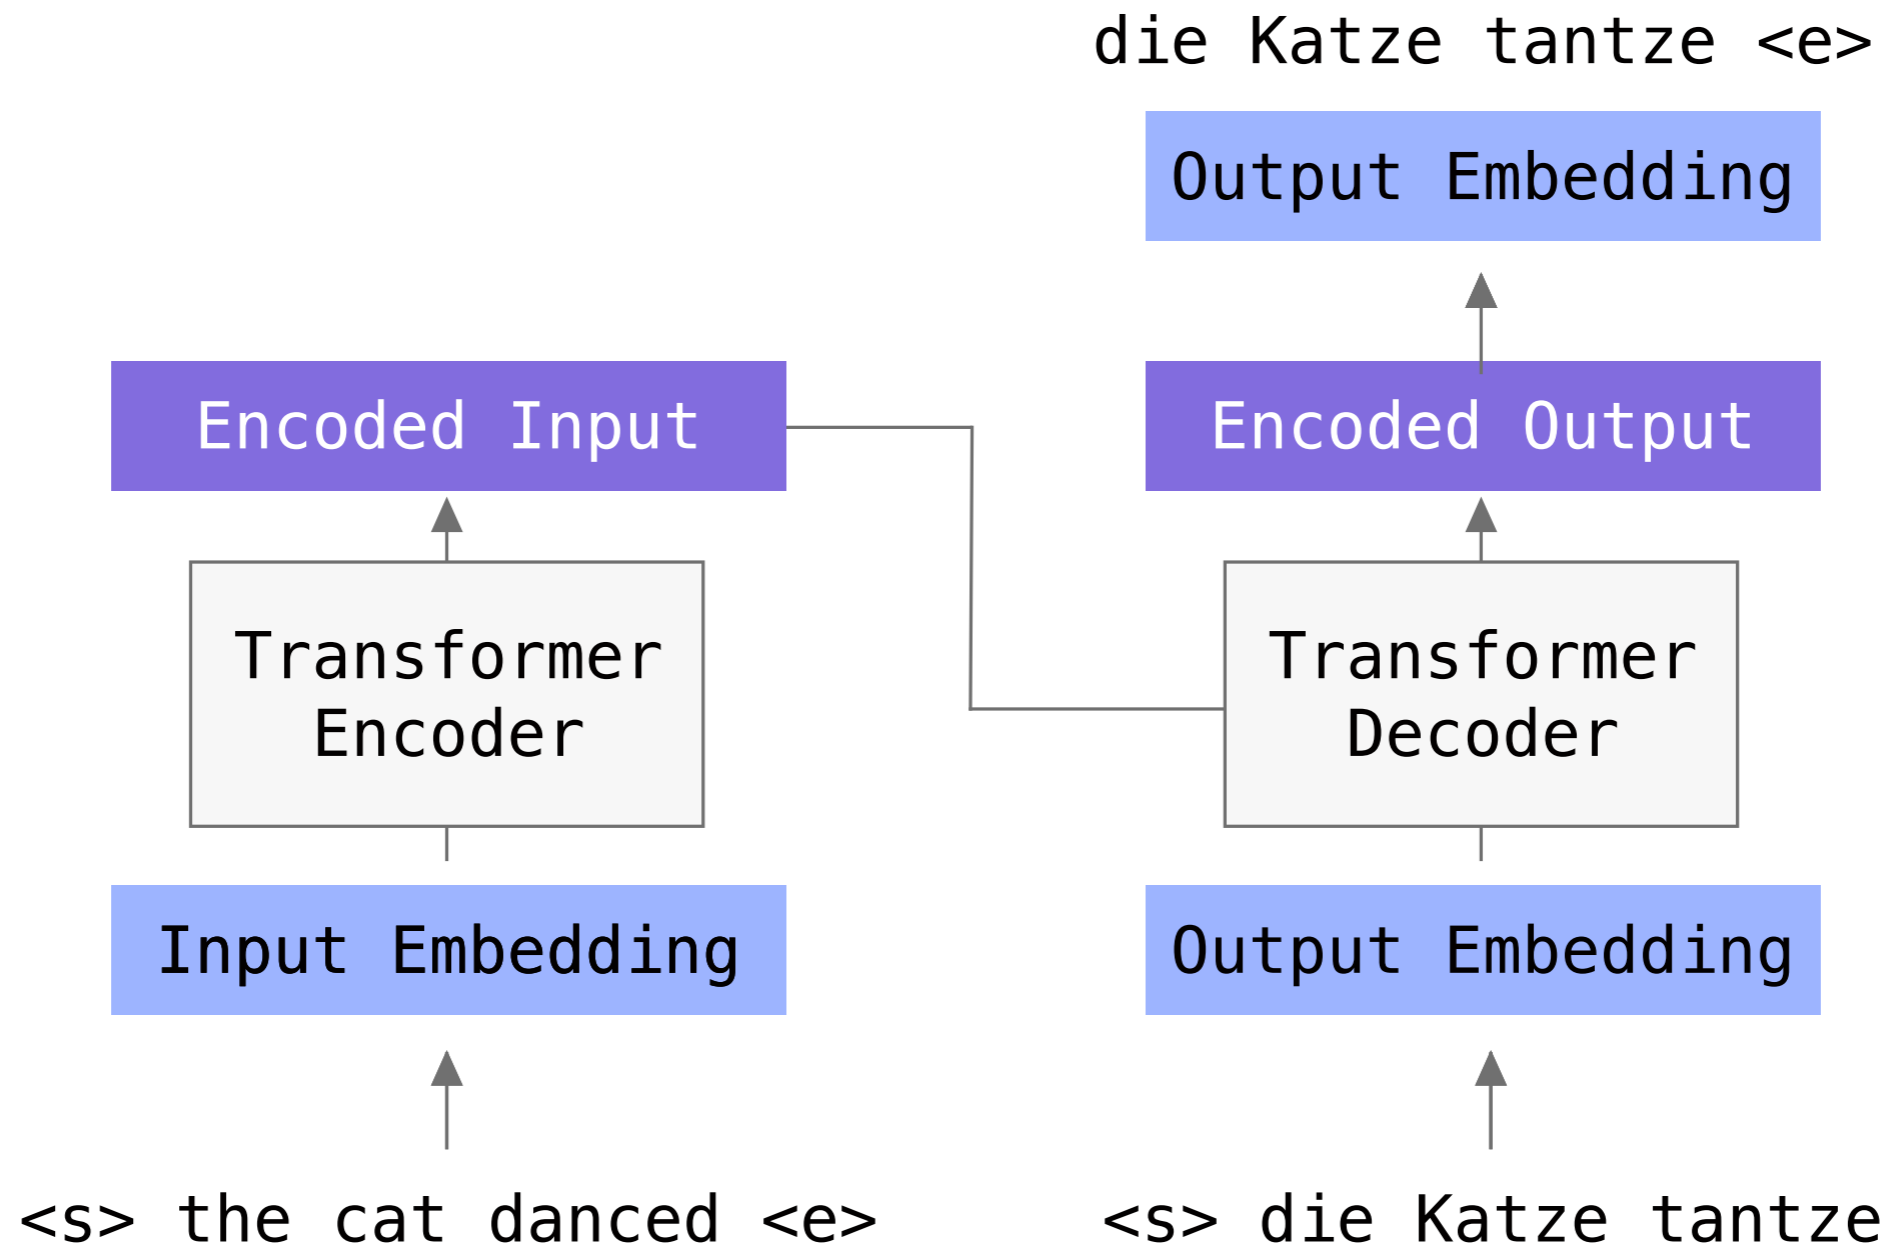 die Katze tantze <e>
Output Embedding
Encoded Input
Encoded Output
Transformer
Encoder
Transformer
Decoder
Input Embedding
Output Embedding
<s> the cat danced <e>
<s> die Katze tantze